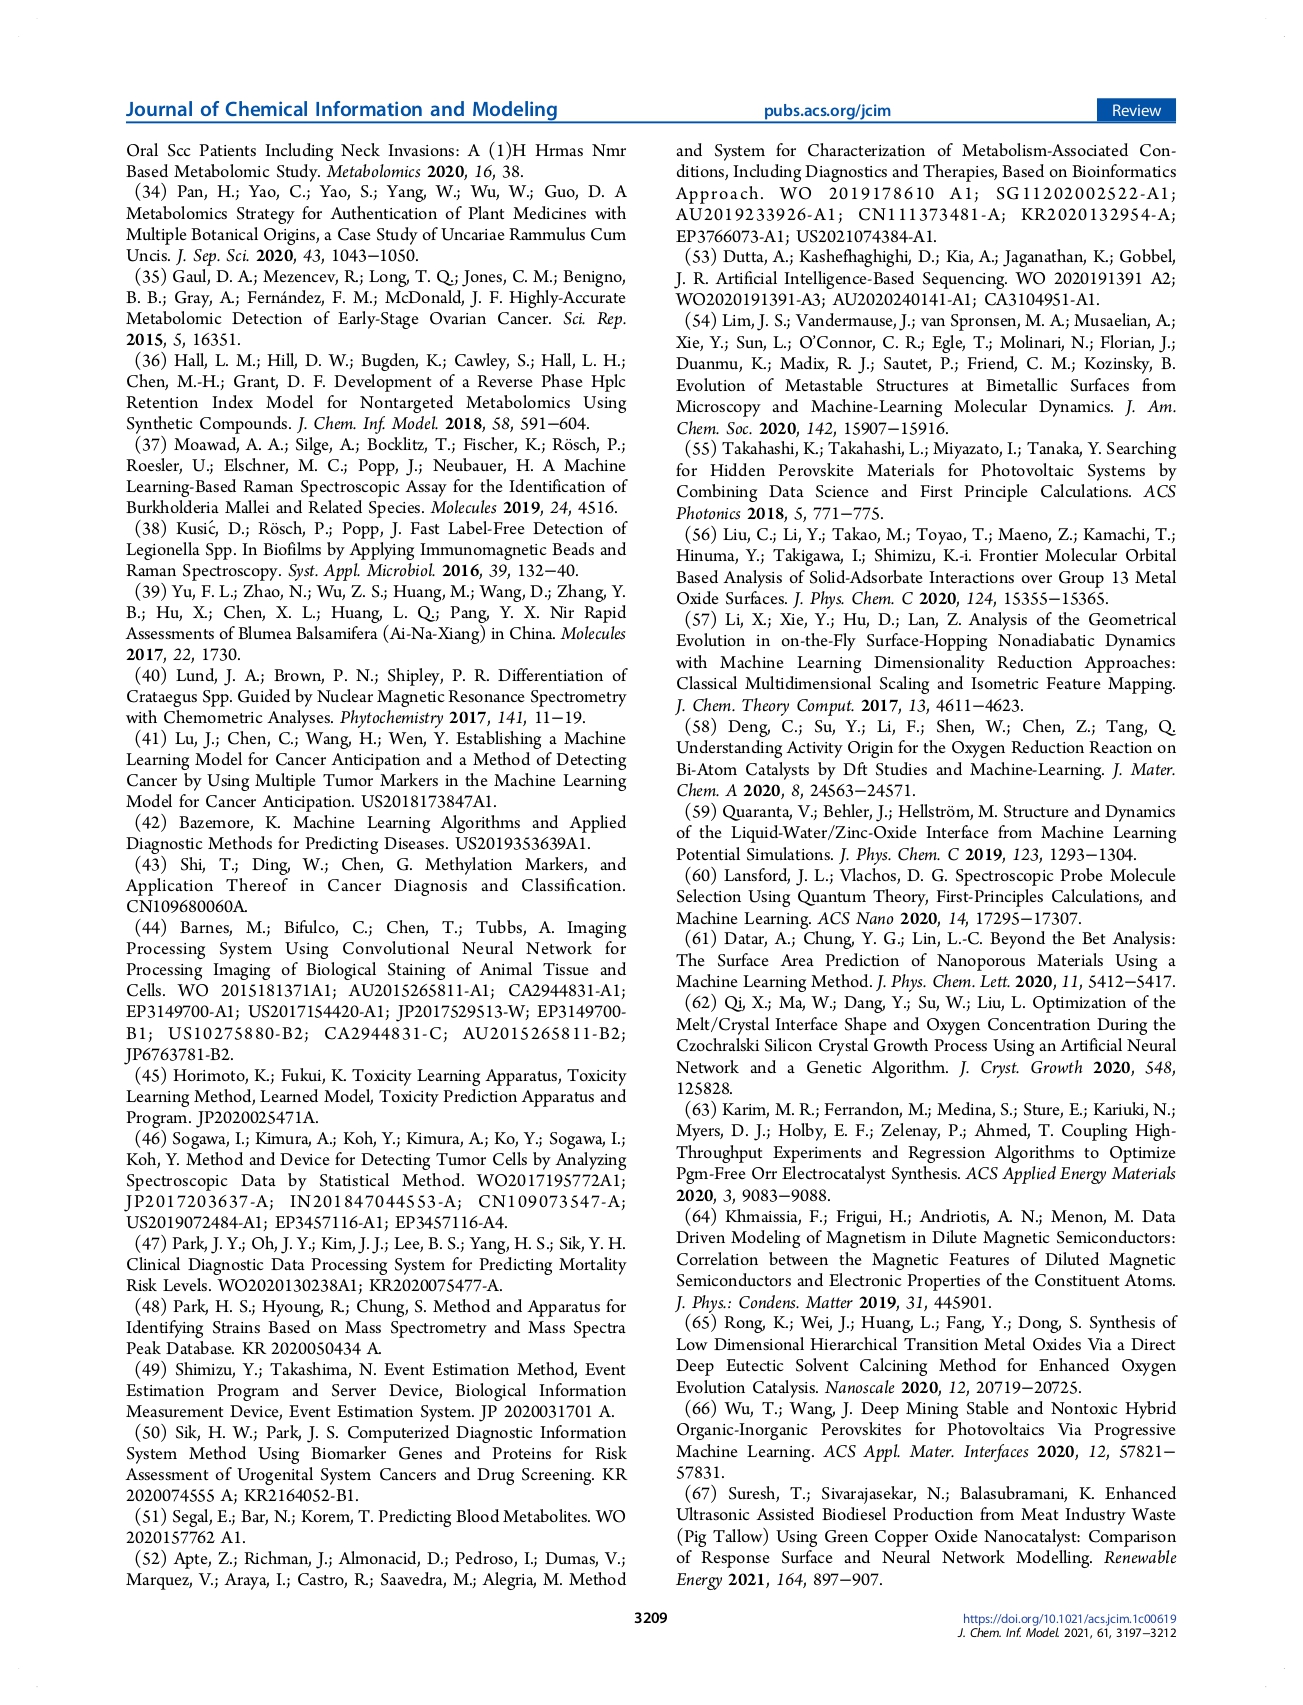 Journal of Chemical Information and Modeling
pubs.acs.org/jcim
Review
Oral Scc Patients Including Neck Invasions: A (1)H Hrmas Nmr
Based Metabolomic Study. Metabolomics 2020, 16, 38.
(34) Pan, H.; Yao, C.; Yao, S.; Yang, W.; Wu, W.; Guo, D. A
Metabolomics Strategy for Authentication of Plant Medicines with
Multiple Botanical Origins, a Case Study of Uncariae Rammulus Cum
Uncis. J. Sep. Sci. 2020, 43, 1043−1050.
(35) Gaul, D. A.; Mezencev, R.; Long, T. Q.; Jones, C. M.; Benigno,
B. B.; Gray, A.; Fernández, F. M.; McDonald, J. F. Highly-Accurate
Metabolomic Detection of Early-Stage Ovarian Cancer. Sci. Rep.
2015, 5, 16351.
(36) Hall, L. M.; Hill, D. W.; Bugden, K.; Cawley, S.; Hall, L. H.;
Chen, M.-H.; Grant, D. F. Development of a Reverse Phase Hplc
Retention Index Model for Nontargeted Metabolomics Using
Synthetic Compounds. J. Chem. Inf. Model. 2018, 58, 591−604.
(37) Moawad, A. A.; Silge, A.; Bocklitz, T.; Fischer, K.; Rösch, P.;
Roesler, U.; Elschner, M. C.; Popp, J.; Neubauer, H. A Machine
Learning-Based Raman Spectroscopic Assay for the Identification of
Burkholderia Mallei and Related Species. Molecules 2019, 24, 4516.
(38) Kusić, D.; Rösch, P.; Popp, J. Fast Label-Free Detection of
Legionella Spp. In Biofilms by Applying Immunomagnetic Beads and
Raman Spectroscopy. Syst. Appl. Microbiol. 2016, 39, 132−40.
(39) Yu, F. L.; Zhao, N.; Wu, Z. S.; Huang, M.; Wang, D.; Zhang, Y.
B.; Hu, X.; Chen, X. L.; Huang, L. Q.; Pang, Y. X. Nir Rapid
Assessments of Blumea Balsamifera (Ai-Na-Xiang) in China. Molecules
2017, 22, 1730.
(40) Lund, J. A.; Brown, P. N.; Shipley, P. R. Differentiation of
Crataegus Spp. Guided by Nuclear Magnetic Resonance Spectrometry
with Chemometric Analyses. Phytochemistry 2017, 141, 11−19.
(41) Lu, J.; Chen, C.; Wang, H.; Wen, Y. Establishing a Machine
Learning Model for Cancer Anticipation and a Method of Detecting
Cancer by Using Multiple Tumor Markers in the Machine Learning
Model for Cancer Anticipation. US2018173847A1.
(42) Bazemore, K. Machine Learning Algorithms and Applied
Diagnostic Methods for Predicting Diseases. US2019353639A1.
(43) Shi, T.; Ding, W.; Chen, G. Methylation Markers, and
Application Thereof in Cancer Diagnosis and Classification.
CN109680060A.
(44) Barnes, M.; Bifulco, C.; Chen, T.; Tubbs, A. Imaging
Processing System Using Convolutional Neural Network for
Processing Imaging of Biological Staining of Animal Tissue and
Cells. WO 2015181371A1; AU2015265811-A1; CA2944831-A1;
EP3149700-A1; US2017154420-A1; JP2017529513-W; EP3149700-
B1; US10275880-B2; CA2944831-C; AU2015265811-B2;
JP6763781-B2.
(45) Horimoto, K.; Fukui, K. Toxicity Learning Apparatus, Toxicity
Learning Method, Learned Model, Toxicity Prediction Apparatus and
Program. JP2020025471A.
(46) Sogawa, I.; Kimura, A.; Koh, Y.; Kimura, A.; Ko, Y.; Sogawa, I.;
Koh, Y. Method and Device for Detecting Tumor Cells by Analyzing
Spectroscopic Data by Statistical Method. WO2017195772A1;
JP2017203637-A; IN201847044553-A; CN109073547-A;
US2019072484-A1; EP3457116-A1; EP3457116-A4.
(47) Park, J. Y.; Oh, J. Y.; Kim, J. J.; Lee, B. S.; Yang, H. S.; Sik, Y. H.
Clinical Diagnostic Data Processing System for Predicting Mortality
Risk Levels. WO2020130238A1; KR2020075477-A.
(48) Park, H. S.; Hyoung, R.; Chung, S. Method and Apparatus for
Identifying Strains Based on Mass Spectrometry and Mass Spectra
Peak Database. KR 2020050434 A.
(49) Shimizu, Y.; Takashima, N. Event Estimation Method, Event
Estimation Program and Server Device, Biological Information
Measurement Device, Event Estimation System. JP 2020031701 A.
(50) Sik, H. W.; Park, J. S. Computerized Diagnostic Information
System Method Using Biomarker Genes and Proteins for Risk
Assessment of Urogenital System Cancers and Drug Screening. KR
2020074555 A; KR2164052-B1.
(51) Segal, E.; Bar, N.; Korem, T. Predicting Blood Metabolites. WO
2020157762 A1.
(52) Apte, Z.; Richman, J.; Almonacid, D.; Pedroso, I.; Dumas, V.;
Marquez, V.; Araya, I.; Castro, R.; Saavedra, M.; Alegria, M. Method
and System for Characterization of Metabolism-Associated Con-
ditions, Including Diagnostics and Therapies, Based on Bioinformatics
Approach. WO 2019178610 A1; SG11202002522-A1;
AU2019233926-A1; CN111373481-A; KR2020132954-A;
EP3766073-A1; US2021074384-A1.
(53) Dutta, A.; Kashefhaghighi, D.; Kia, A.; Jaganathan, K.; Gobbel,
J. R. Artificial Intelligence-Based Sequencing. WO 2020191391 A2;
WO2020191391-A3; AU2020240141-A1; CA3104951-A1.
(54) Lim, J. S.; Vandermause, J.; van Spronsen, M. A.; Musaelian, A.;
Xie, Y.; Sun, L.; O'Connor, C. R.; Egle, T.; Molinari, N.; Florian, J.;
Duanmu, K.; Madix, R. J.; Sautet, P.; Friend, C. M.; Kozinsky, B.
Evolution of Metastable Structures at Bimetallic Surfaces from
Microscopy and Machine-Learning Molecular Dynamics. J. Am.
Chem. Soc. 2020, 142, 15907−15916.
(55) Takahashi, K.; Takahashi, L.; Miyazato, I.; Tanaka, Y. Searching
for Hidden Perovskite Materials for Photovoltaic Systems by
Combining Data Science and First Principle Calculations. ACS
Photonics 2018, 5, 771−775.
(56) Liu, C.; Li, Y.; Takao, M.; Toyao, T.; Maeno, Z.; Kamachi, T.;
Hinuma, Y.; Takigawa, I.; Shimizu, K.-i. Frontier Molecular Orbital
Based Analysis of Solid-Adsorbate Interactions over Group 13 Metal
Oxide Surfaces. J. Phys. Chem. C 2020, 124, 15355−15365.
(57) Li, X.; Xie, Y.; Hu, D.; Lan, Z. Analysis of the Geometrical
Evolution in on-the-Fly Surface-Hopping Nonadiabatic Dynamics
with Machine Learning Dimensionality Reduction Approaches:
Classical Multidimensional Scaling and Isometric Feature Mapping.
J. Chem. Theory Comput. 2017, 13, 4611−4623.
(58) Deng, C.; Su, Y.; Li, F.; Shen, W.; Chen, Z.; Tang, Q.
Understanding Activity Origin for the Oxygen Reduction Reaction on
Bi-Atom Catalysts by Dft Studies and Machine-Learning. J. Mater.
Chem. A 2020, 8, 24563−24571.
(59) Quaranta, V.; Behler, J.; Hellström, M. Structure and Dynamics
of the Liquid-Water/Zinc-Oxide Interface from Machine Learning
Potential Simulations. J. Phys. Chem. C 2019, 123, 1293−1304.
(60) Lansford, J. L.; Vlachos, D. G. Spectroscopic Probe Molecule
Selection Using Quantum Theory, First-Principles Calculations, and
Machine Learning. ACS Nano 2020, 14, 17295−17307.
(61) Datar, A.; Chung, Y. G.; Lin, L.-C. Beyond the Bet Analysis:
The Surface Area Prediction of Nanoporous Materials Using a
Machine Learning Method. J. Phys. Chem. Lett. 2020, 11, 5412−5417.
(62) Qi, X.; Ma, W.; Dang, Y.; Su, W.; Liu, L. Optimization of the
Melt/Crystal Interface Shape and Oxygen Concentration During the
Czochralski Silicon Crystal Growth Process Using an Artificial Neural
Network and a Genetic Algorithm. J. Cryst. Growth 2020, 548,
125828.
(63) Karim, M. R.; Ferrandon, M.; Medina, S.; Sture, E.; Kariuki, N.;
Myers, D. J.; Holby, E. F.; Zelenay, P.; Ahmed, T. Coupling High-
Throughput Experiments and Regression Algorithms to Optimize
Pgm-Free Orr Electrocatalyst Synthesis. ACS Applied Energy Materials
2020, 3, 9083−9088.
(64) Khmaissia, F.; Frigui, H.; Andriotis, A. N.; Menon, M. Data
Driven Modeling of Magnetism in Dilute Magnetic Semiconductors:
Correlation between the Magnetic Features of Diluted Magnetic
Semiconductors and Electronic Properties of the Constituent Atoms.
J. Phys.: Condens. Matter 2019, 31, 445901.
(65) Rong, K.; Wei, J.; Huang, L.; Fang, Y.; Dong, S. Synthesis of
Low Dimensional Hierarchical Transition Metal Oxides Via a Direct
Deep Eutectic Solvent Calcining Method for Enhanced Oxygen
Evolution Catalysis. Nanoscale 2020, 12, 20719−20725.
(66) Wu, T.; Wang, J. Deep Mining Stable and Nontoxic Hybrid
Organic-Inorganic Perovskites for Photovoltaics Via Progressive
Machine Learning. ACS Appl. Mater. Interfaces 2020, 12, 57821−
57831.
(67) Suresh, T.; Sivarajasekar, N.; Balasubramani, K. Enhanced
Ultrasonic Assisted Biodiesel Production from Meat Industry Waste
(Pig Tallow) Using Green Copper Oxide Nanocatalyst: Comparison
of Response Surface and Neural Network Modelling. Renewable
Energy 2021, 164, 897−907.
3209
https://doi.org/10.1021/acs.jcim.1c00619
J. Chem. Inf. Model. 2021, 61, 3197−3212